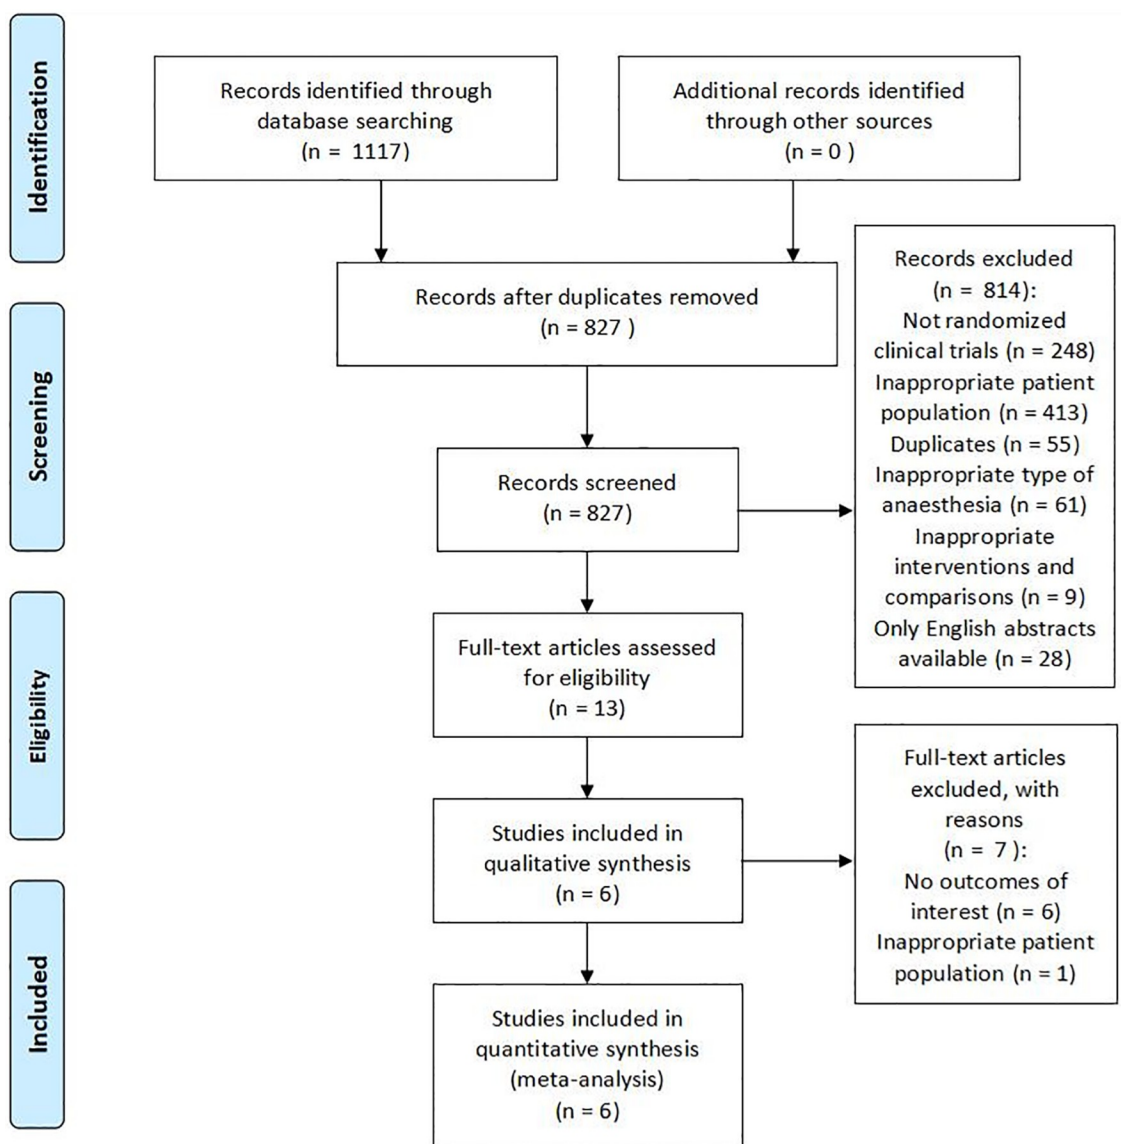 Identification
Records identified through
database searching
(n = 1117)
Additional records identified
through other sources
(n = 0 )
Records after duplicates removed
(n = 827 )
Screening
Records screened
(n = 827)
Records excluded
(n = 814):
Not randomized
clinical trials (n = 248)
Inappropriate patient
population (n = 413)
Duplicates (n = 55)
Inappropriate type of
anaesthesia (n = 61)
Inappropriate
interventions and
comparisons (n = 9)
Only English abstracts
available (n = 28)
Eligibility
Full-text articles assessed
for eligibility
(n = 13)
Studies included in
qualitative synthesis
(n = 6)
Full-text articles
excluded, with
reasons
(n = 7 ):
No outcomes of
interest (n = 6)
Inappropriate patient
population (n = 1)
Included
Studies included in
quantitative synthesis
(meta-analysis)
(n = 6)